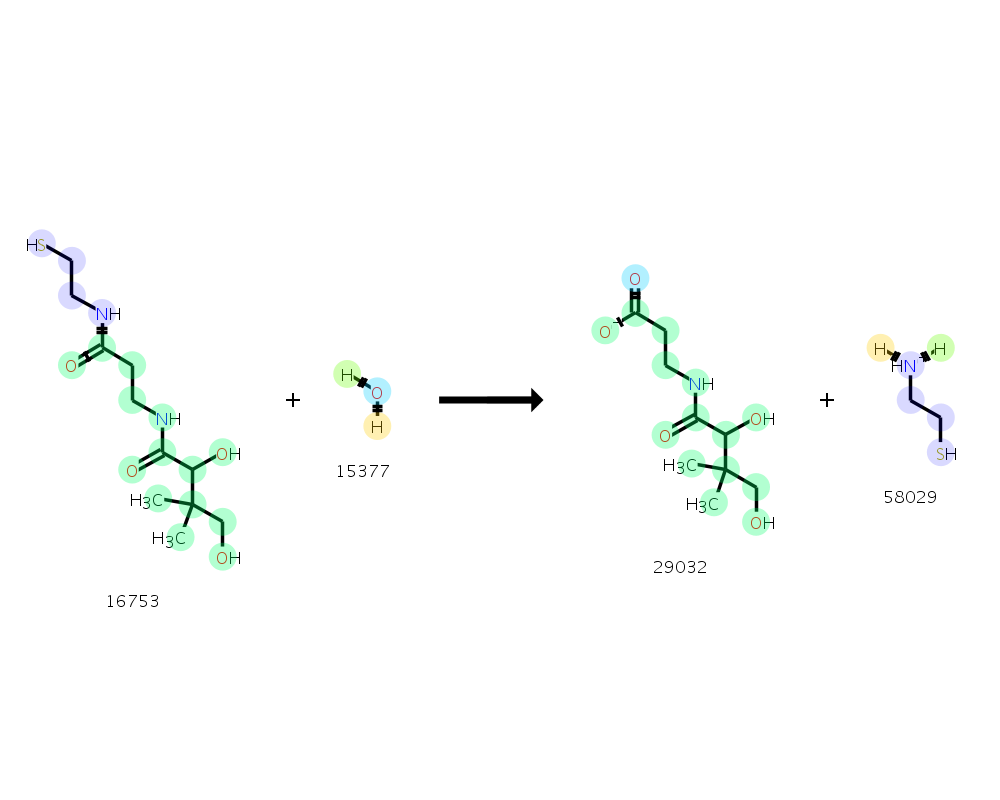 HS
NH
O
NH
O
OH
H3C
H3C
OH
16753
+
H
O
H
15377
O
O-
NH
O
OH
H3C
H3C
OH
29032
+
H
H
HN
SH
58029